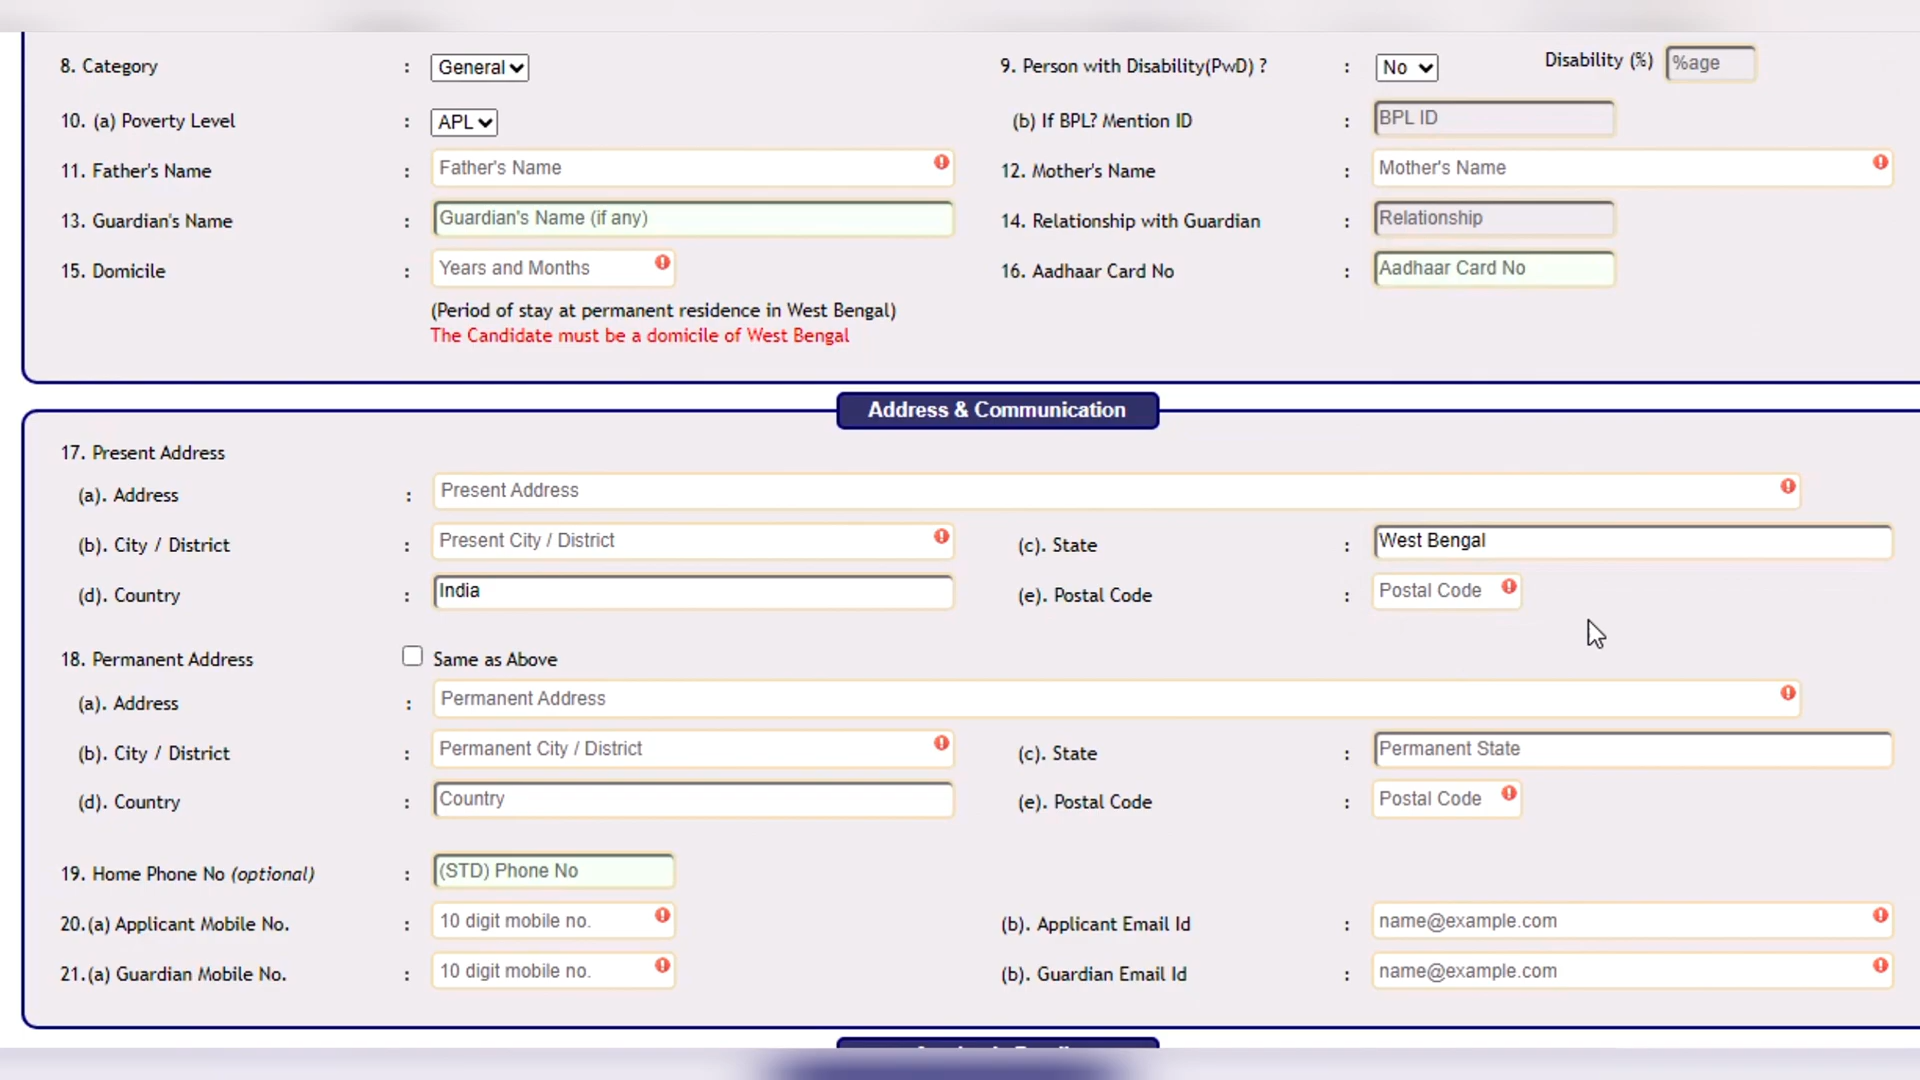 8. Category : General 9. Person with Disability(PwD) ? : No Disability (%) %age
10. (a) Poverty Level : APL (b) If BPL? Mention ID : BPL ID
11. Father's Name : Father's Name 12. Mother's Name : Mother's Name
13. Guardian's Name : Guardian's Name (if any) 14. Relationship with Guardian : Relationship
15. Domicile : Years and Months 16. Aadhaar Card No : Aadhaar Card No
(Period of stay at permanent residence in West Bengal)
The Candidate must be a domicile of West Bengal
Address & Communication
17. Present Address
(a). Address : Present Address
(b). City / District : Present City / District (c). State : West Bengal
(d). Country : India (e). Postal Code : Postal Code
18. Permanent Address Same as Above
(a). Address : Permanent Address
(b). City / District : Permanent City / District (c). State : Permanent State
(d). Country : Country (e). Postal Code : Postal Code
19. Home Phone No (optional) : (STD) Phone No
20.(a) Applicant Mobile No. : 10 digit mobile no. (b). Applicant Email Id : name@example.com
21.(a) Guardian Mobile No. : 10 digit mobile no. (b). Guardian Email Id : name@example.com